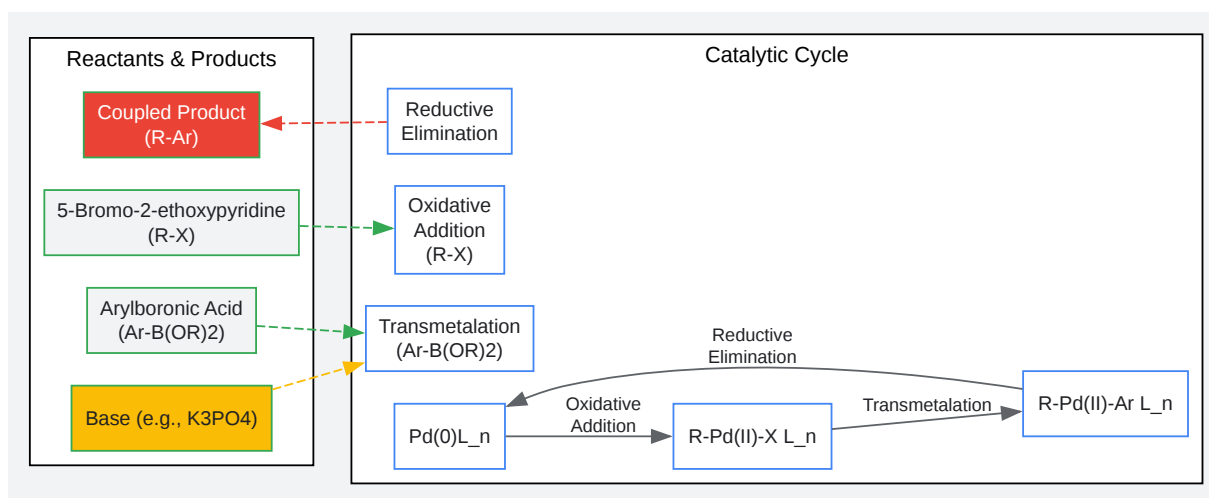 Reactants & Products
Coupled Product
(R-Ar)
5-Bromo-2-ethoxypyridine
(R-X)
Arylboronic Acid
(Ar-B(OR)2)
Base (e.g., K3PO4)
Catalytic Cycle
Reductive
Elimination
Oxidative
Addition
(R-X)
Transmetalation
(Ar-B(OR)2)
Reductive
Elimination
Pd(0)L_n
Oxidative
Addition
R-Pd(II)-X L_n
Transmetalation
R-Pd(II)-Ar L_n